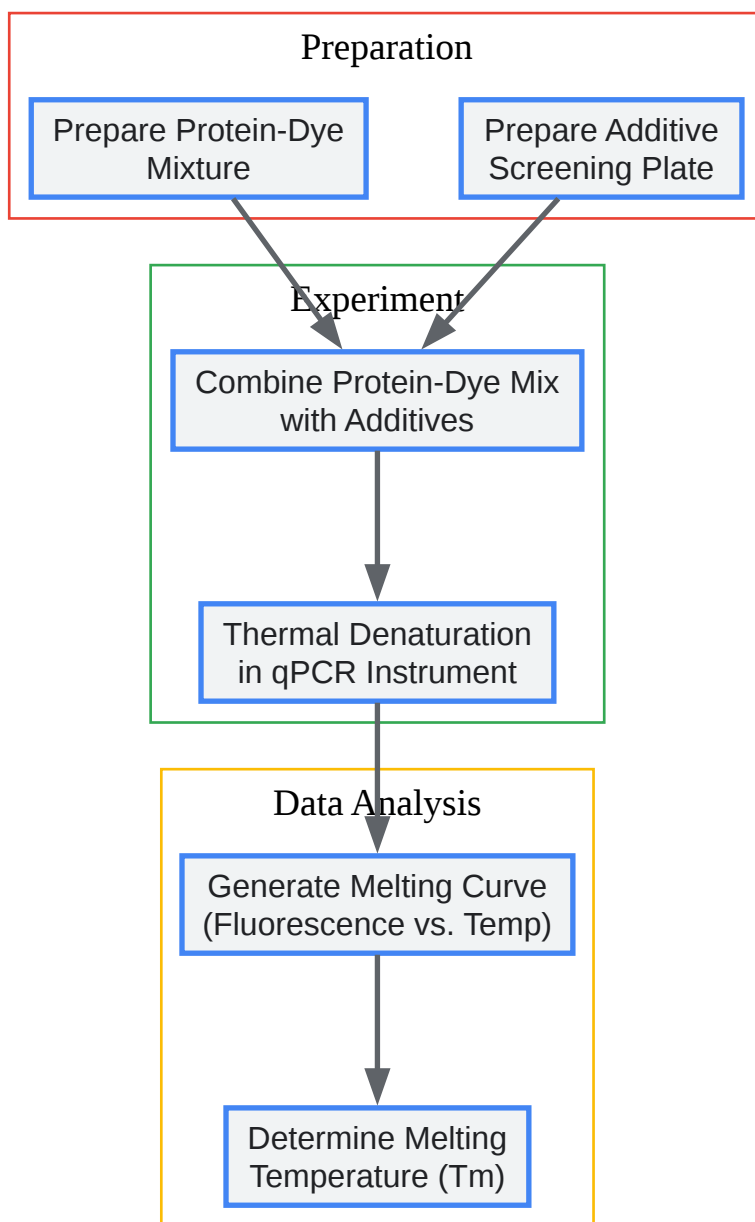 Preparation
Prepare Protein-Dye
Mixture
Prepare Additive
Screening Plate
Experiment
Combine Protein-Dye Mix
with Additives
Thermal Denaturation
in qPCR Instrument
Data Analysis
Generate Melting Curve
(Fluorescence vs. Temp)
Determine Melting
Temperature (Tm)